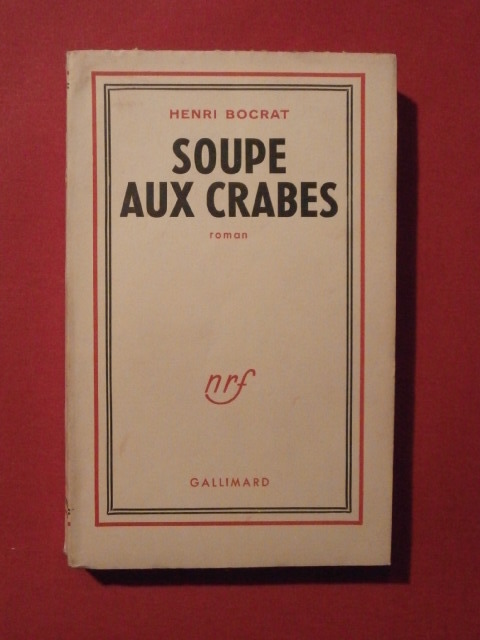 HENRI BOCRAT
SOUPE
AUX CRABES
roman
nrf
GALLIMARD